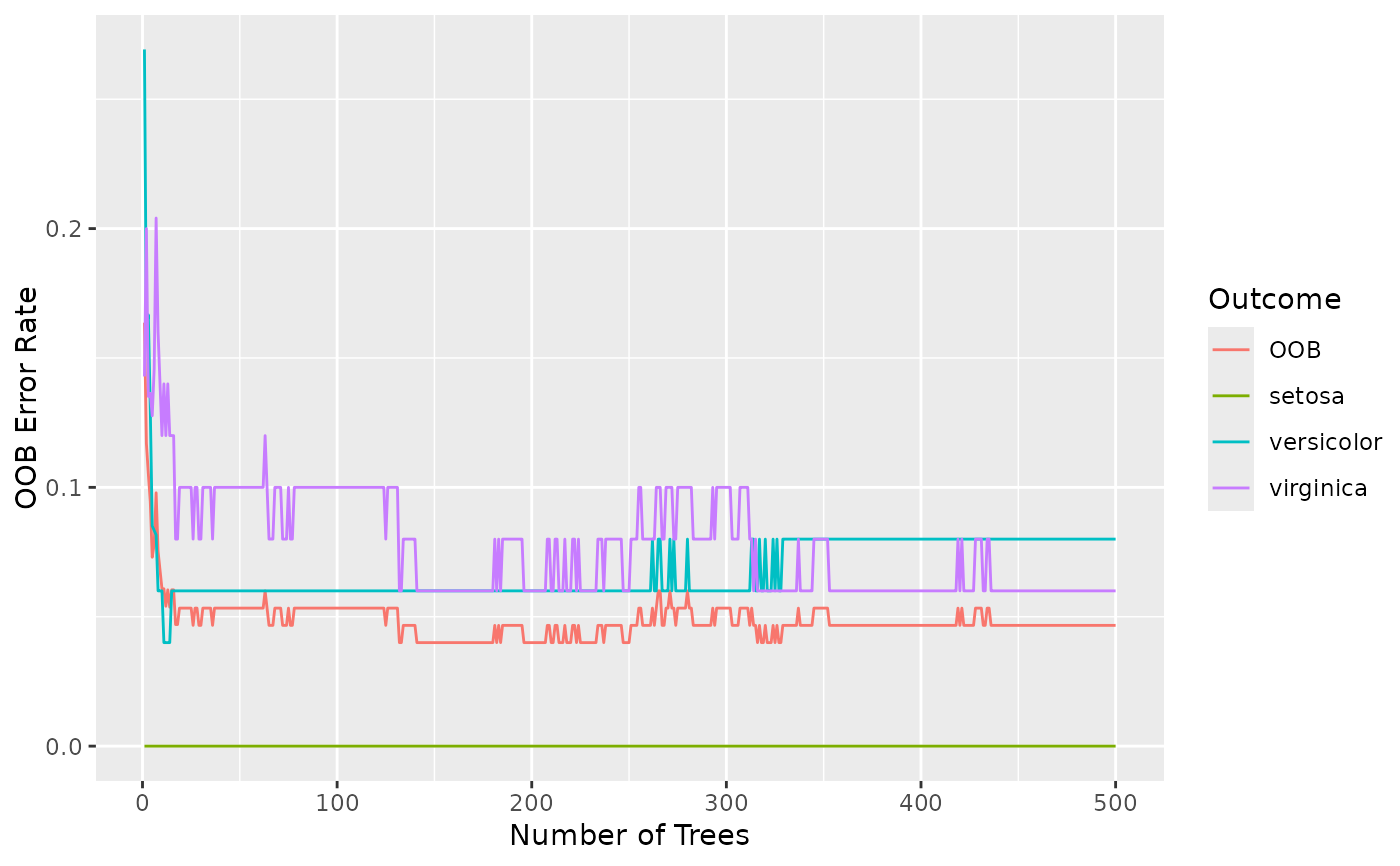 OOB Error Rate
0.2
0.1
0.0
0 100 200 300 400 500
Number of Trees
Outcome
OOB
setosa
versicolor
virginica